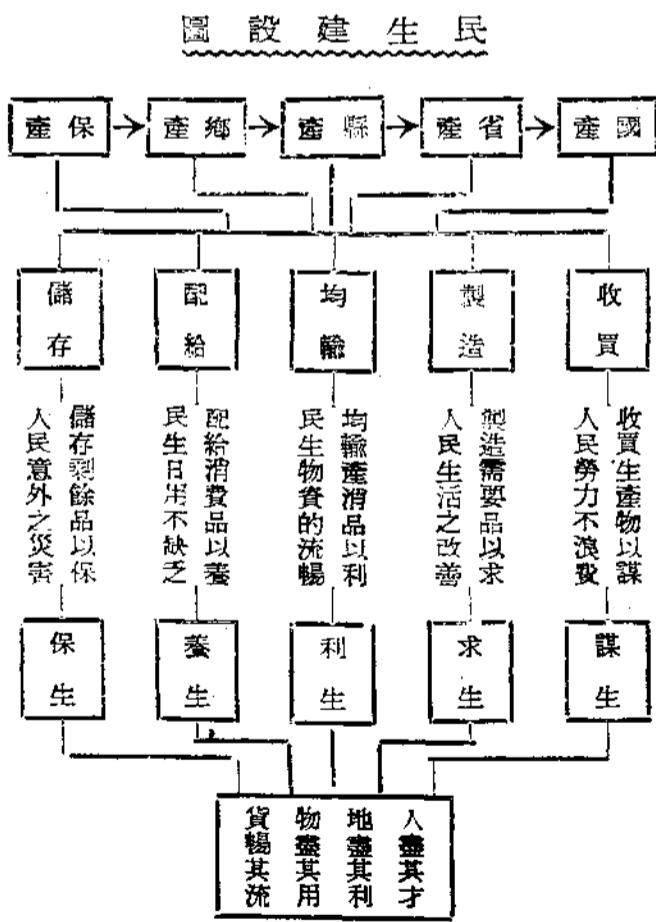 民生建設圖
國產
省產
縣產
鄉產
保產
收買
製造
均輸
配給
儲存
收買生產物以謀
人民勞力不浪費
製造需要品以求
人民生活之改善
均輸產消品以利
民生物資的流暢
配給消費品以養
民生日用不缺乏
儲存剩餘品以保
人民意外之災害
謀生
求生
利生
養生
保生
人盡其才
地盡其利
物盡其用
貨暢其流